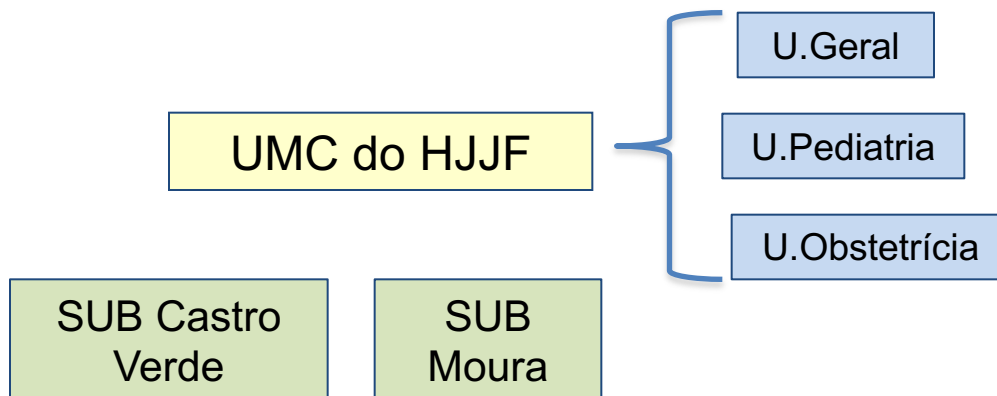 U.Geral
UMC do HJJF
U.Pediatria
U.Obstetrícia
SUB Castro
Verde
SUB
Moura